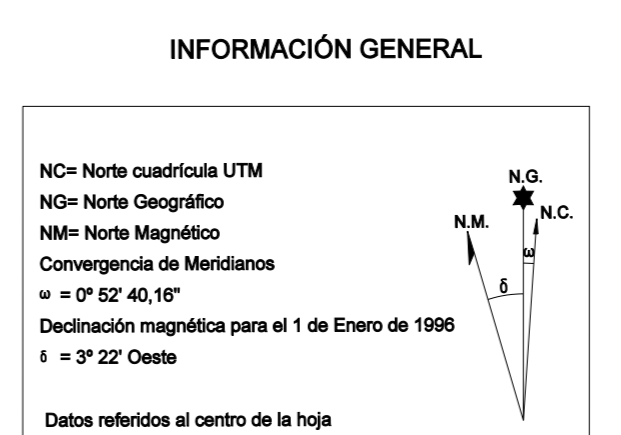 INFORMACIÓN GENERAL
NC= Norte cuadrícula UTM
NG= Norte Geográfico
NM= Norte Magnético
Convergencia de Meridianos
ω = 0º 52' 40,16"
Declinación magnética para el 1 de Enero de 1996
δ = 3º 22' Oeste
Datos referidos al centro de la hoja
N.G.
N.M.
N.C.
ω
δ